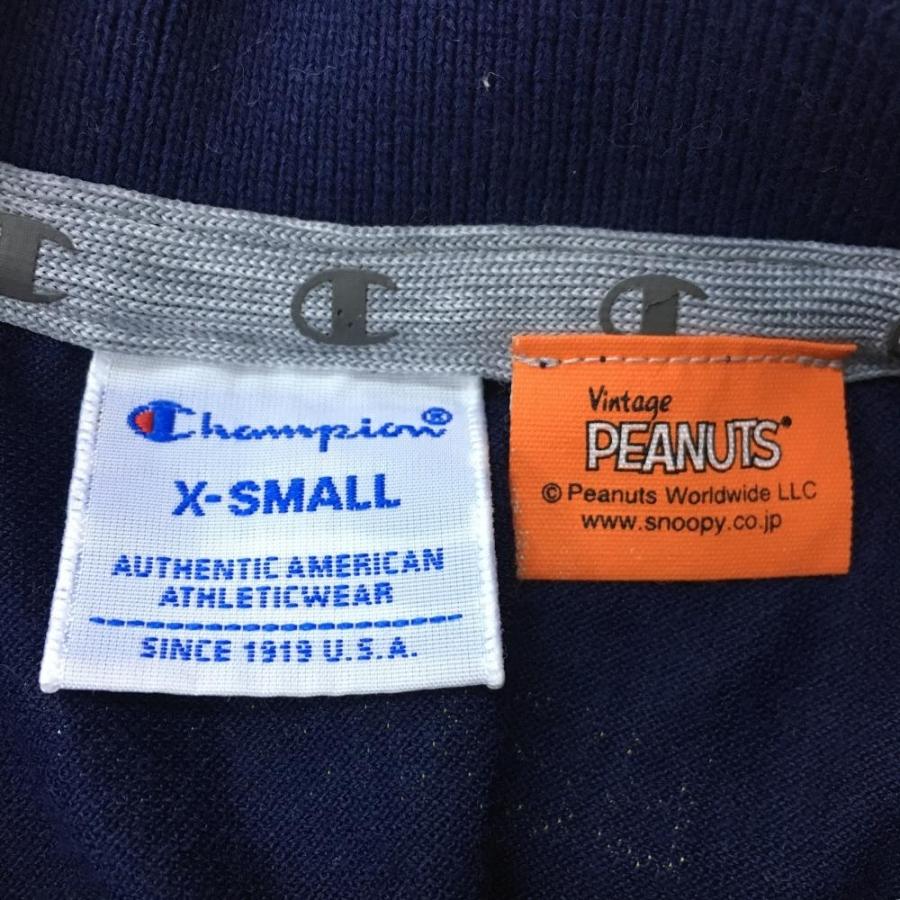 Champion®
X-SMALL
AUTHENTIC AMERICAN
ATHLETICWEAR
SINCE 1919 U.S.A.
Vintage
PEANUTS®
© Peanuts Worldwide LLC
www.snoopy.co.jp